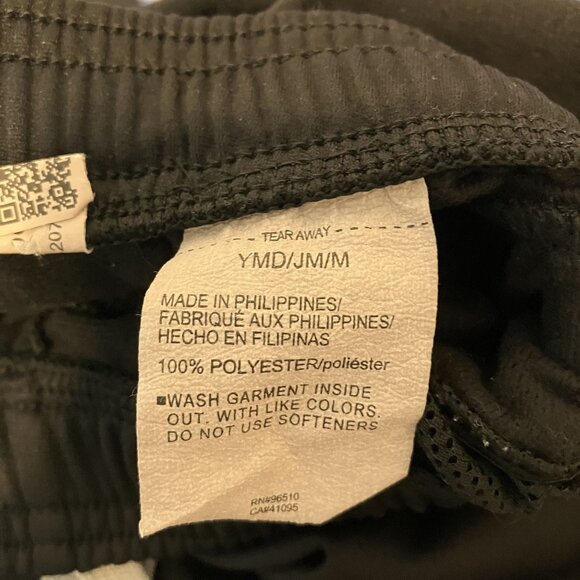 207
TEAR AWAY
YMD/JM/M
MADE IN PHILIPPINES/
FABRIQUÉ AUX PHILIPPINES/
HECHO EN FILIPINAS
100% POLYESTER/poliéster
▪WASH GARMENT INSIDE
OUT. WITH LIKE COLORS.
DO NOT USE SOFTENERS
RN#96510
CA#41095